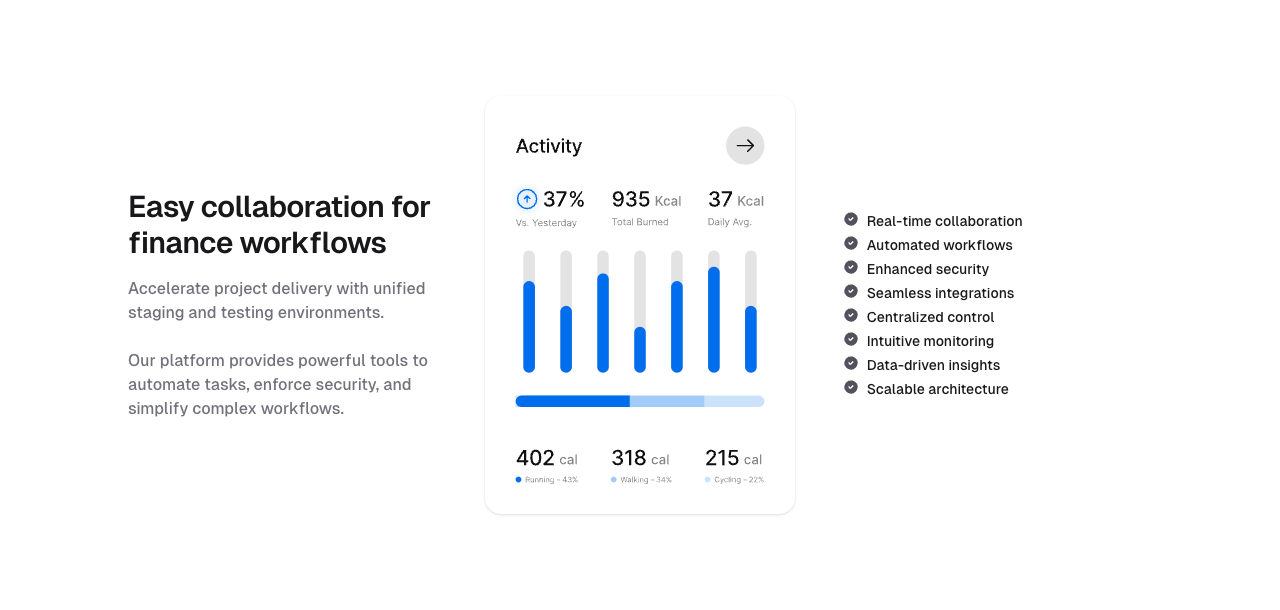 Easy collaboration for
finance workflows
Accelerate project delivery with unified
staging and testing environments.
Our platform provides powerful tools to
automate tasks, enforce security, and
simplify complex workflows.
Activity
37% 935 Kcal 37 Kcal
Vs. Yesterday Total Burned Daily Avg.
402 cal 318 cal 215 cal
Running - 43% Walking - 34% Cycling - 22%
Real-time collaboration
Automated workflows
Enhanced security
Seamless integrations
Centralized control
Intuitive monitoring
Data-driven insights
Scalable architecture